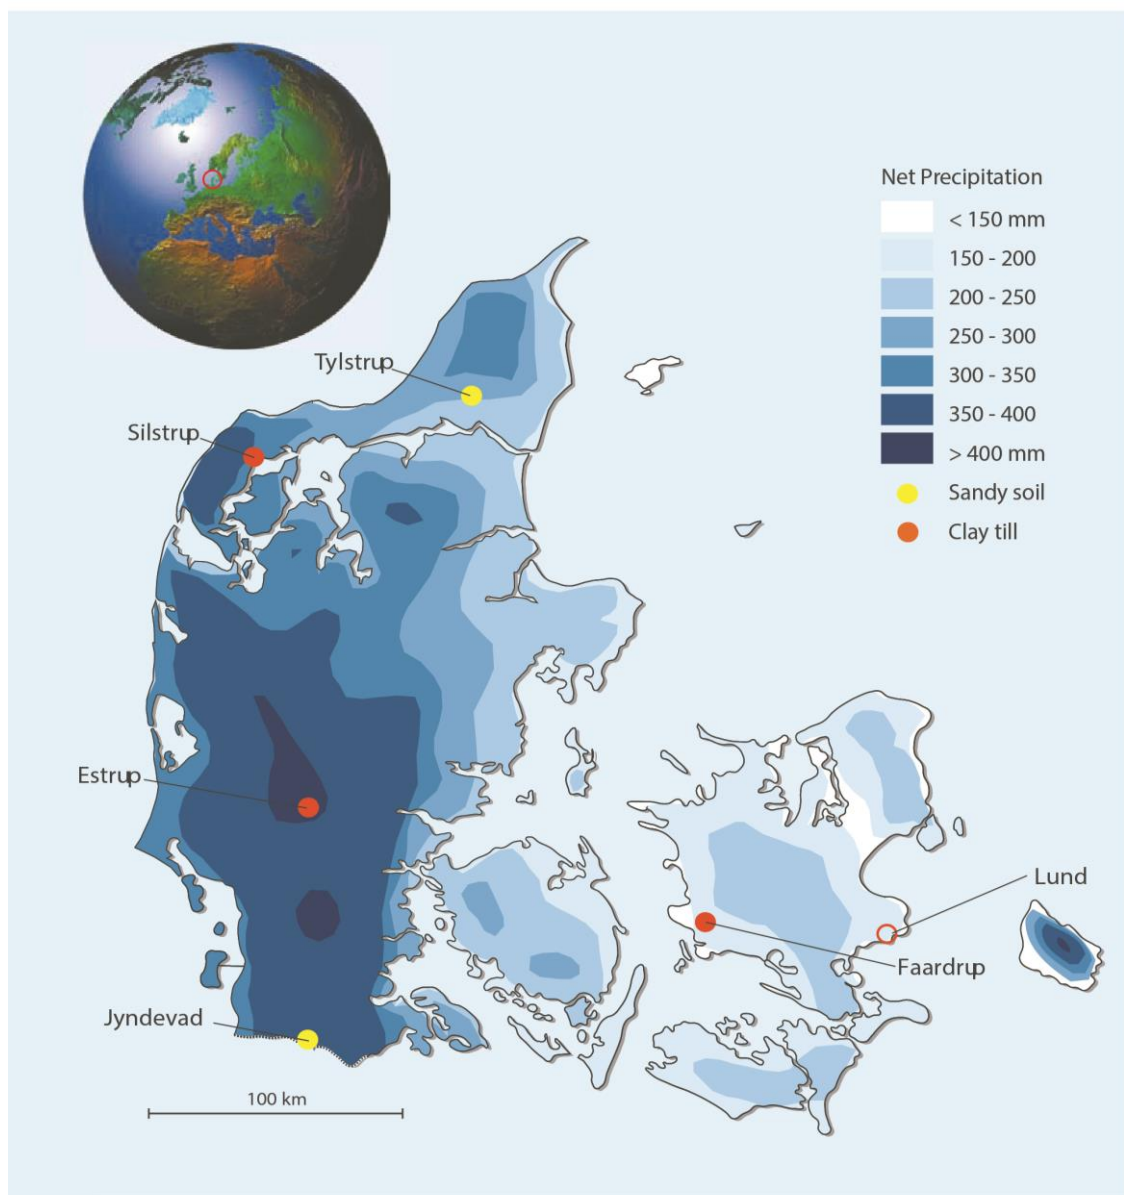 Net Precipitation
< 150 mm
150 - 200
200 - 250
250 - 300
300 - 350
350 - 400
> 400 mm
Sandy soil
Clay till
Tylstrup
Silstrup
Estrup
Lund
Faardrup
Jyndevad
100 km